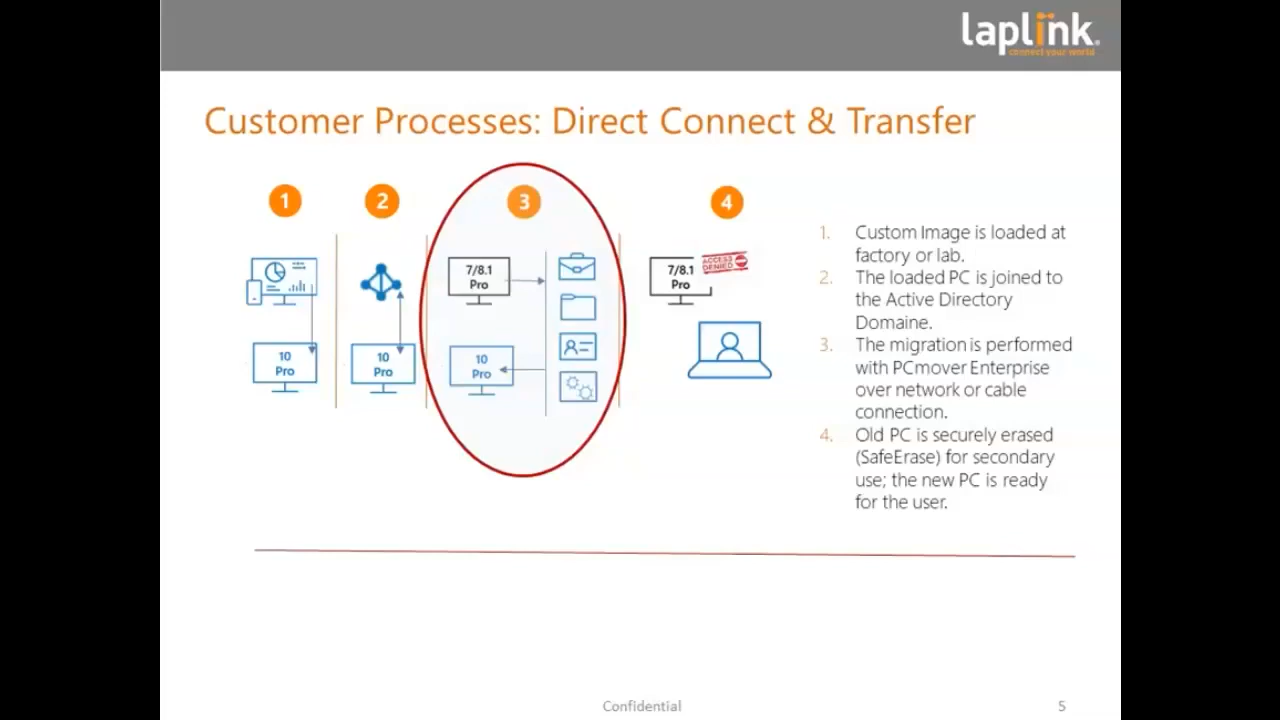 laplink®
connect your world
Customer Processes: Direct Connect & Transfer
1
2
3
4
7/8.1
Pro
10
Pro
10
Pro
10
Pro
7/8.1
Pro
ACCESS
DENIED
1. Custom Image is loaded at
factory or lab.
2. The loaded PC is joined to
the Active Directory
Domaine.
3. The migration is performed
with PCmover Enterprise
over network or cable
connection.
4. Old PC is securely erased
(SafeErase) for secondary
use; the new PC is ready
for the user.
Confidential
5